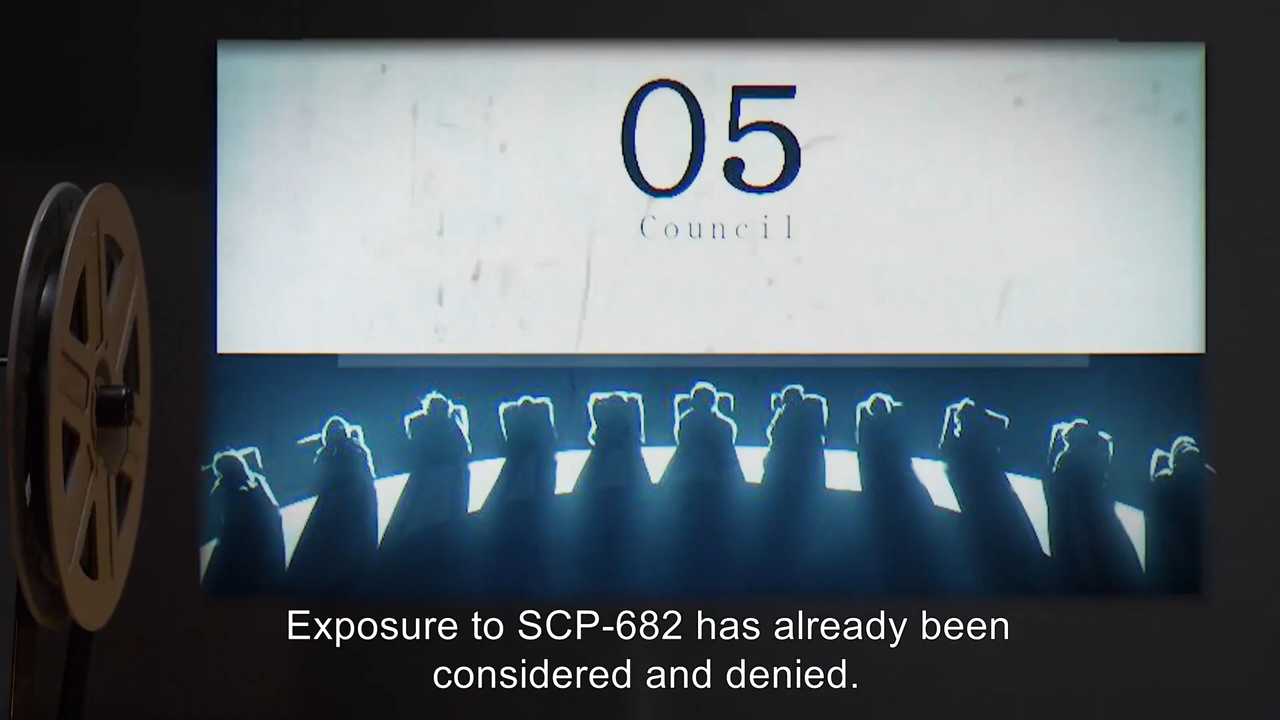 05
Council
Exposure to SCP-682 has already been
considered and denied.